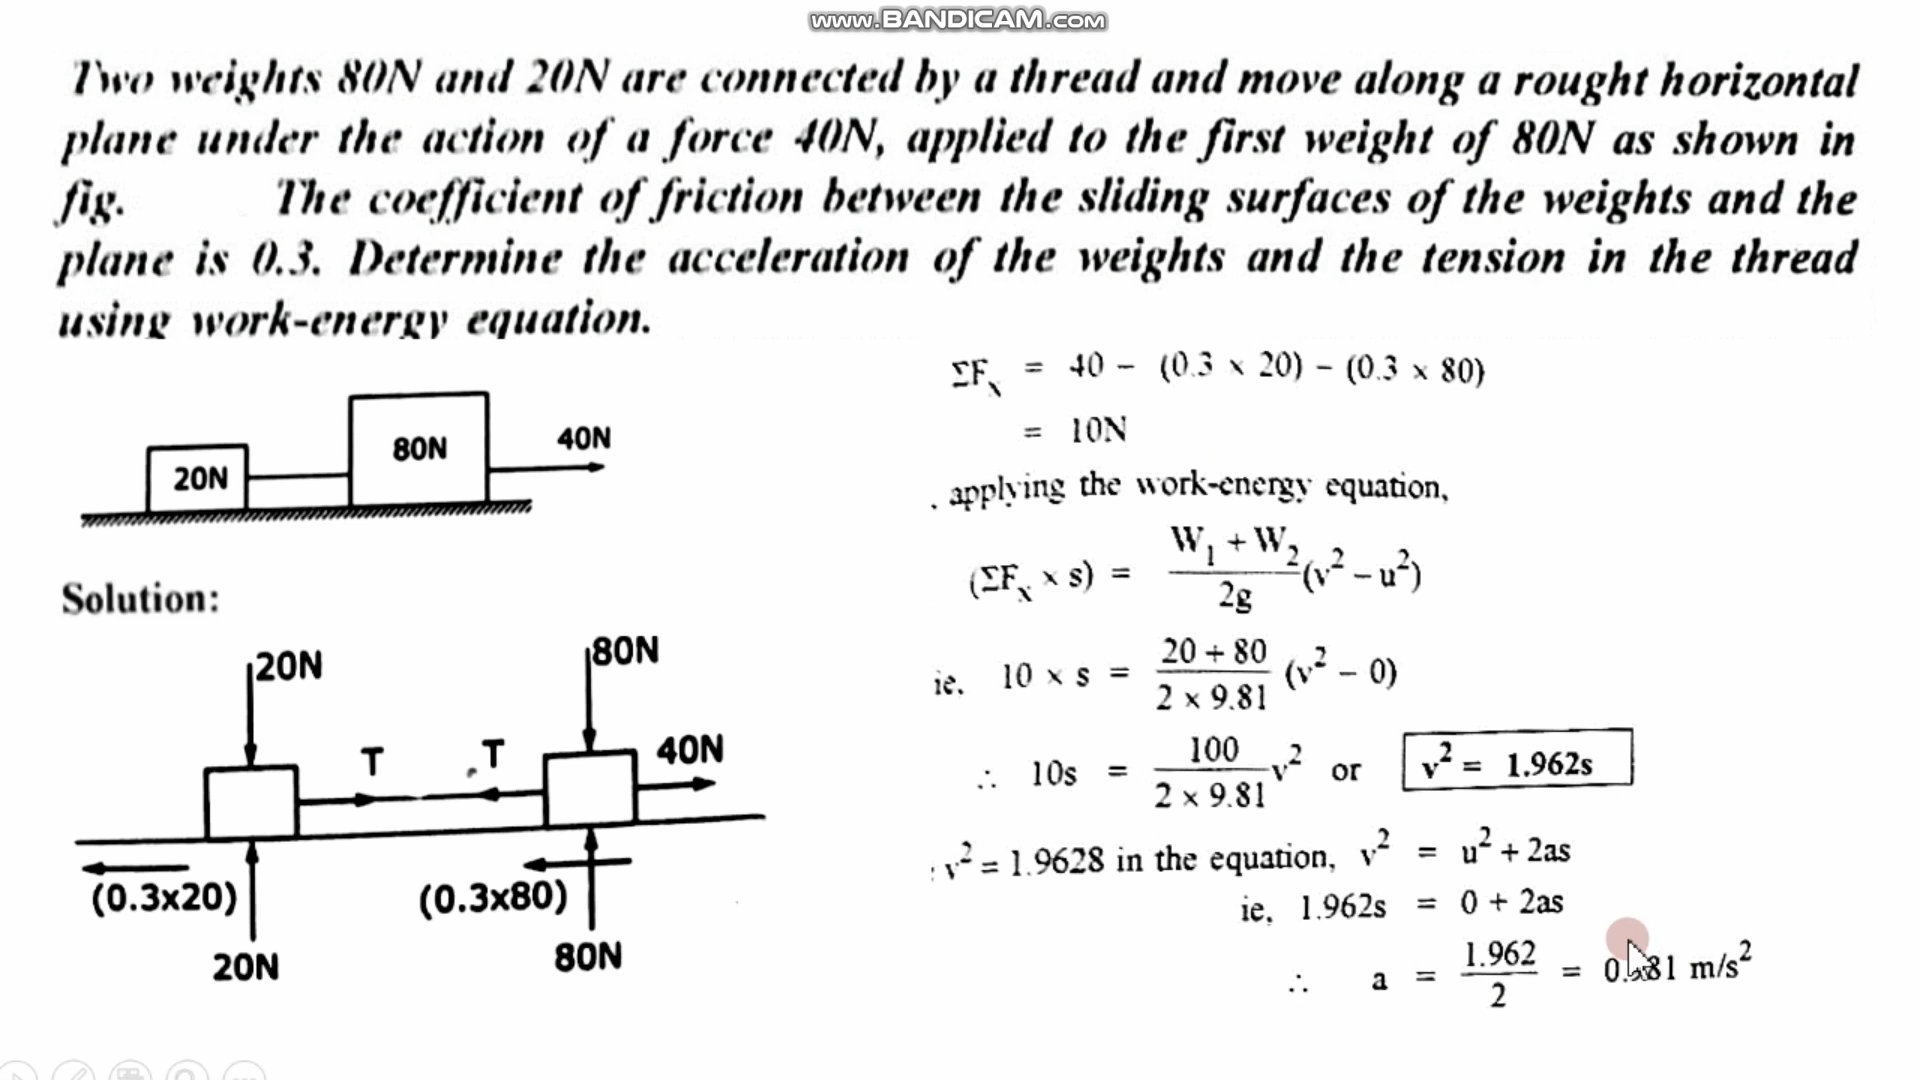 www.BANDICAM.com
Two weights 80N and 20N are connected by a thread and move along a rought horizontal
plane under the action of a force 40N, applied to the first weight of 80N as shown in
fig. The coefficient of friction between the sliding surfaces of the weights and the
plane is 0.3. Determine the acceleration of the weights and the tension in the thread
using work-energy equation.
20N
80N
40N
Solution:
20N
80N
T
T
40N
(0.3x20)
(0.3x80)
20N
80N
ΣFx = 40 - (0.3 × 20) - (0.3 × 80)
= 10N
. applying the work-energy equation,
(ΣFx × s) = W1 + W2 / 2g (v² - u²)
ie. 10 × s = 20 + 80 / 2 × 9.81 (v² - 0)
∴ 10s = 100 / 2 × 9.81 v² or v² = 1.962s
v² = 1.9628 in the equation, v² = u² + 2as
ie. 1.962s = 0 + 2as
∴ a = 1.962 / 2 = m/s²